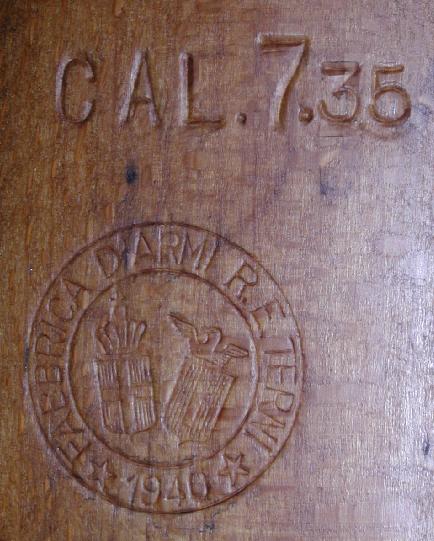 CAL. 7.35
FABBRICA D'ARMI R.E. TERNI
1940